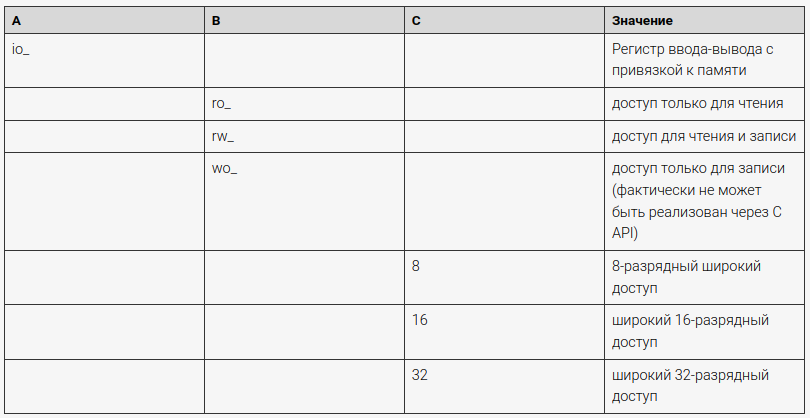 A B C Значение
io_ Регистр ввода-вывода с
привязкой к памяти
ro_ доступ только для чтения
rw_ доступ для чтения и записи
wo_ доступ только для записи
(фактически не может
быть реализован через C
API)
8 8-разрядный широкий
доступ
16 широкий 16-разрядный
доступ
32 широкий 32-разрядный
доступ